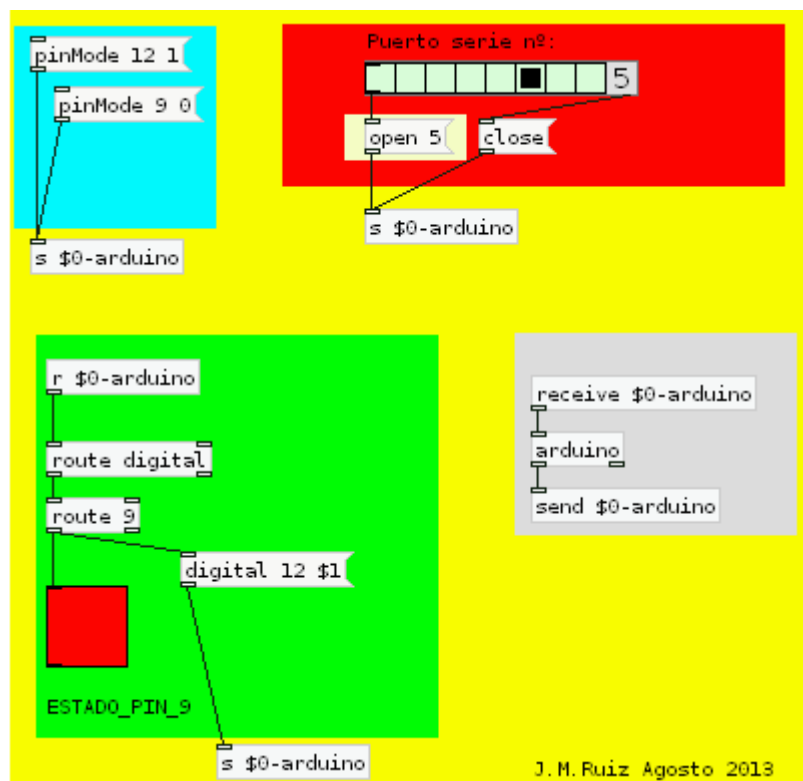 pinMode 12 1
pinMode 9 0
s $0-arduino
Puerto serie nº:
5
open 5
close
s $0-arduino
r $0-arduino
route digital
route 9
digital 12 $1
ESTADO_PIN_9
s $0-arduino
receive $0-arduino
arduino
send $0-arduino
J.M.Ruiz Agosto 2013